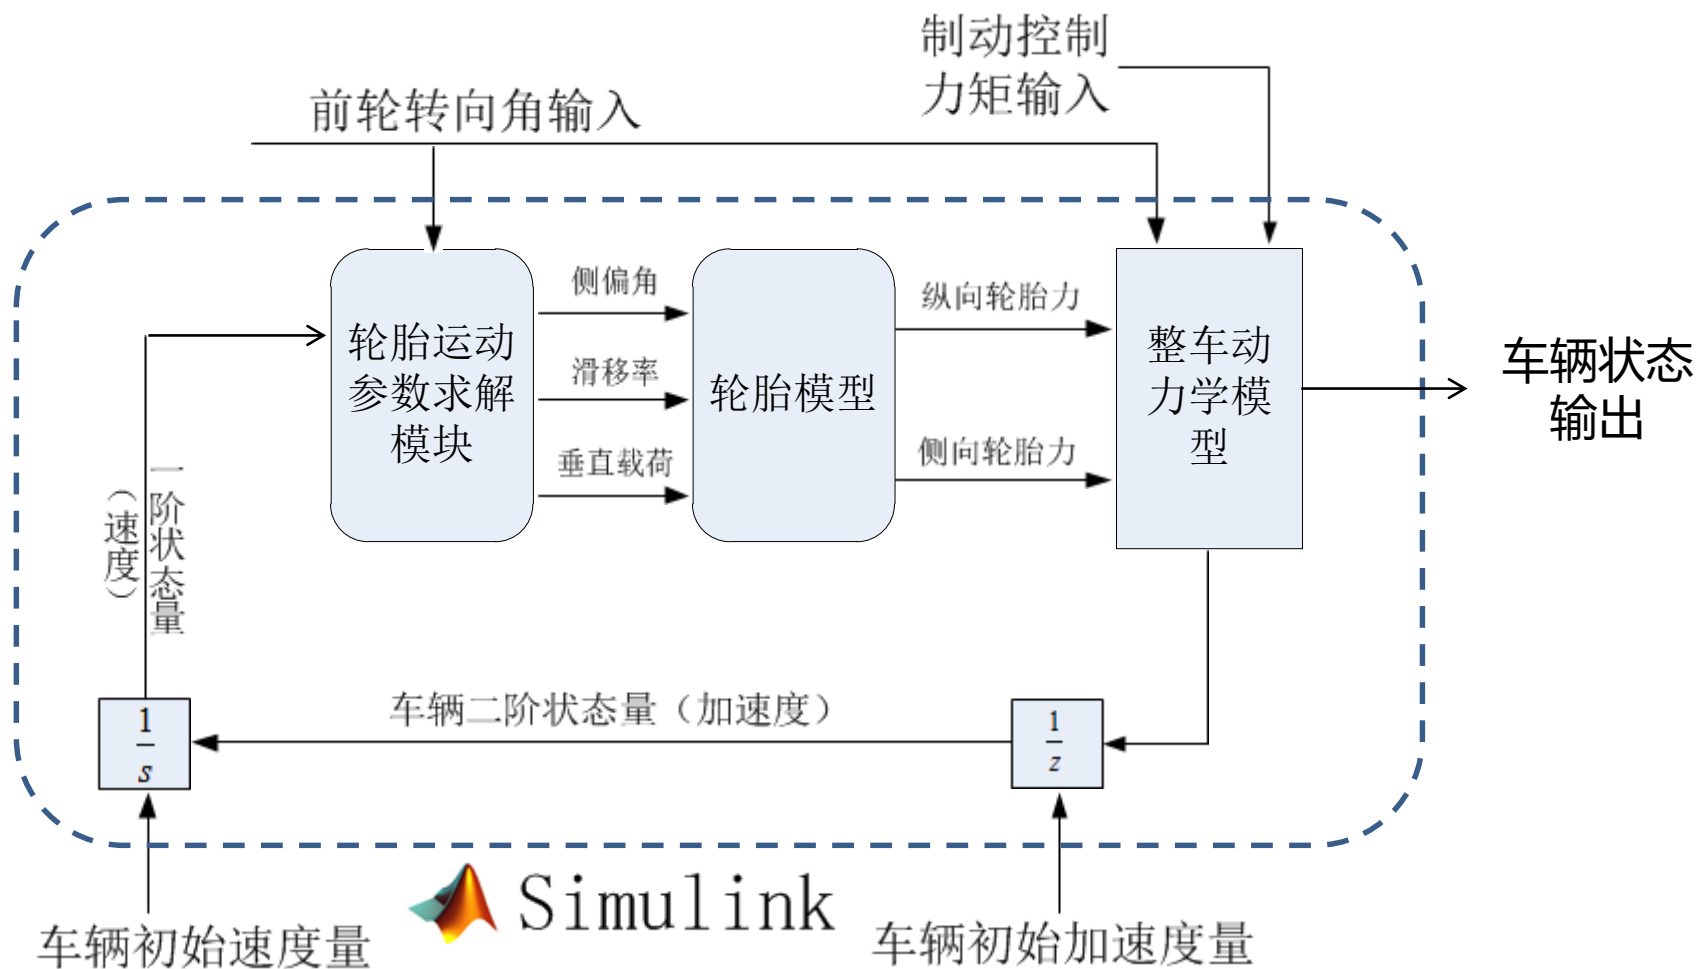 制动控制
力矩输入
前轮转向角输入
轮胎运动
参数求解
模块
侧偏角
滑移率
垂直载荷
轮胎模型
纵向轮胎力
侧向轮胎力
整车动
力学模
型
车辆状态
输出
一阶状态量
(速度)
1
s
车辆二阶状态量（加速度）
1
z
Simulink
车辆初始速度量
车辆初始加速度量